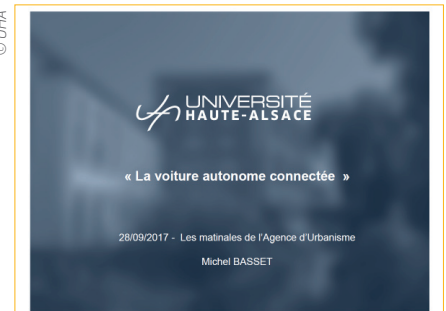 © UHA
UNIVERSITÉ
HAUTE-ALSACE
« La voiture autonome connectée »
28/09/2017 - Les matinales de l'Agence d'Urbanisme
Michel BASSET